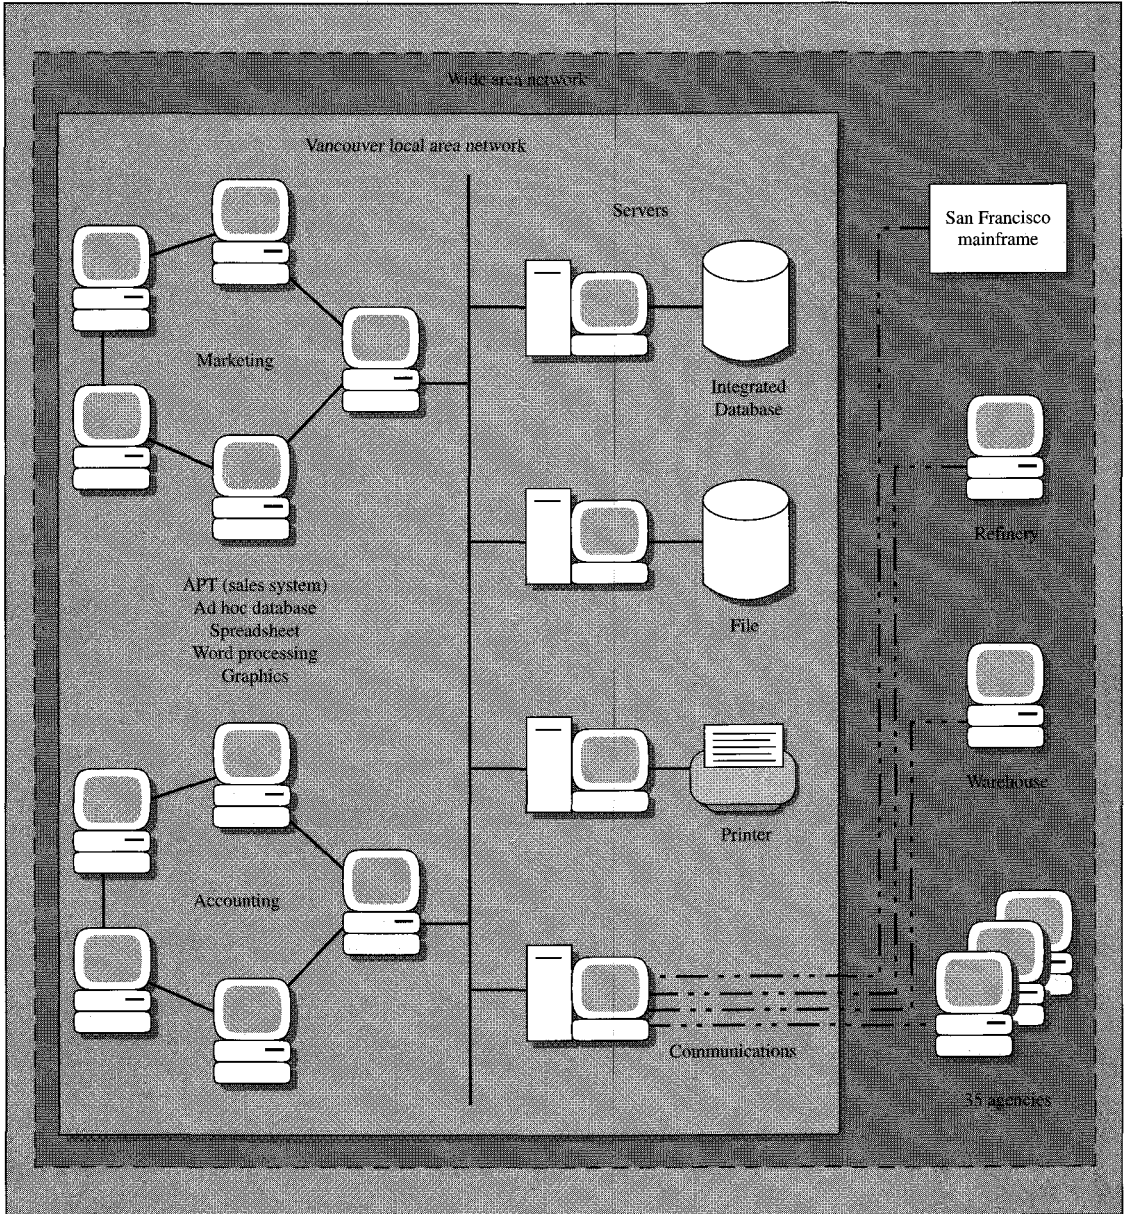 Wide area network
Vancouver local area network
Servers
San Francisco
mainframe
Marketing
Integrated
Database
Refinery
APT (sales system)
Ad hoc database
Spreadsheet
Word processing
Graphics
File
Warehouse
Printer
Accounting
Communications
35 agencies